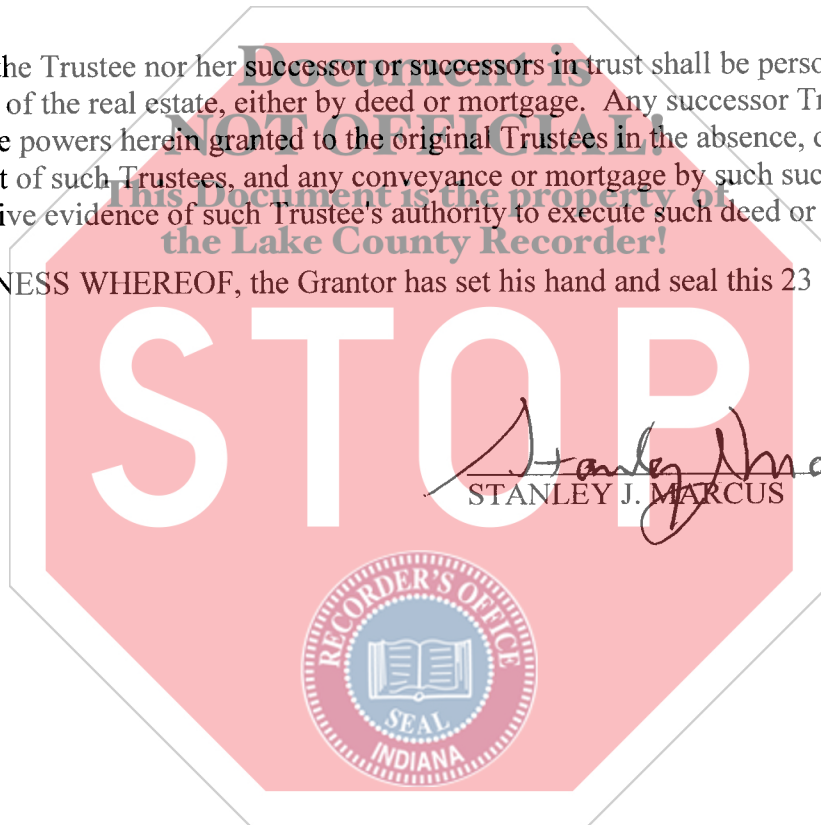 Document is
the Trustee nor her successor or successors in trust shall be perso
of the real estate, either by deed or mortgage. Any successor Tr
NOT OFFICIAL!
e powers herein granted to the original Trustees in the absence,
t of such Trustees, and any conveyance or mortgage by such suc
This Document is the property of
ive evidence of such Trustee's authority to execute such deed or
the Lake County Recorder!
NESS WHEREOF, the Grantor has set his hand and seal this 23
STOP
Stanley
STANLEY J. MARCUS
RECORDER'S OFFICE
SEAL
INDIANA